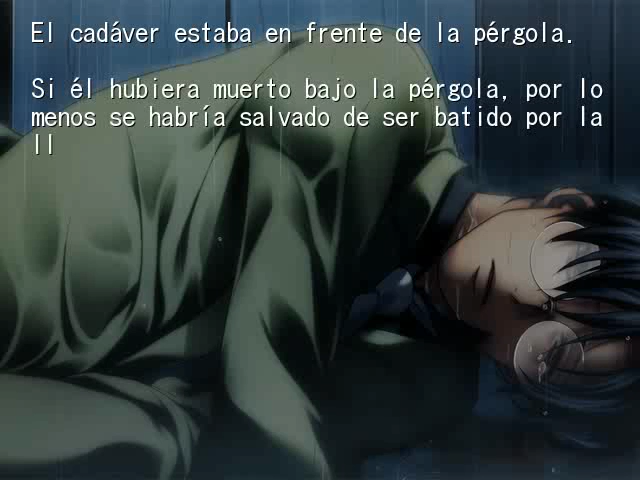 El cadáver estaba en frente de la pérgola.
Si él hubiera muerto bajo la pérgola, por lo
menos se habría salvado de ser batido por la
ll